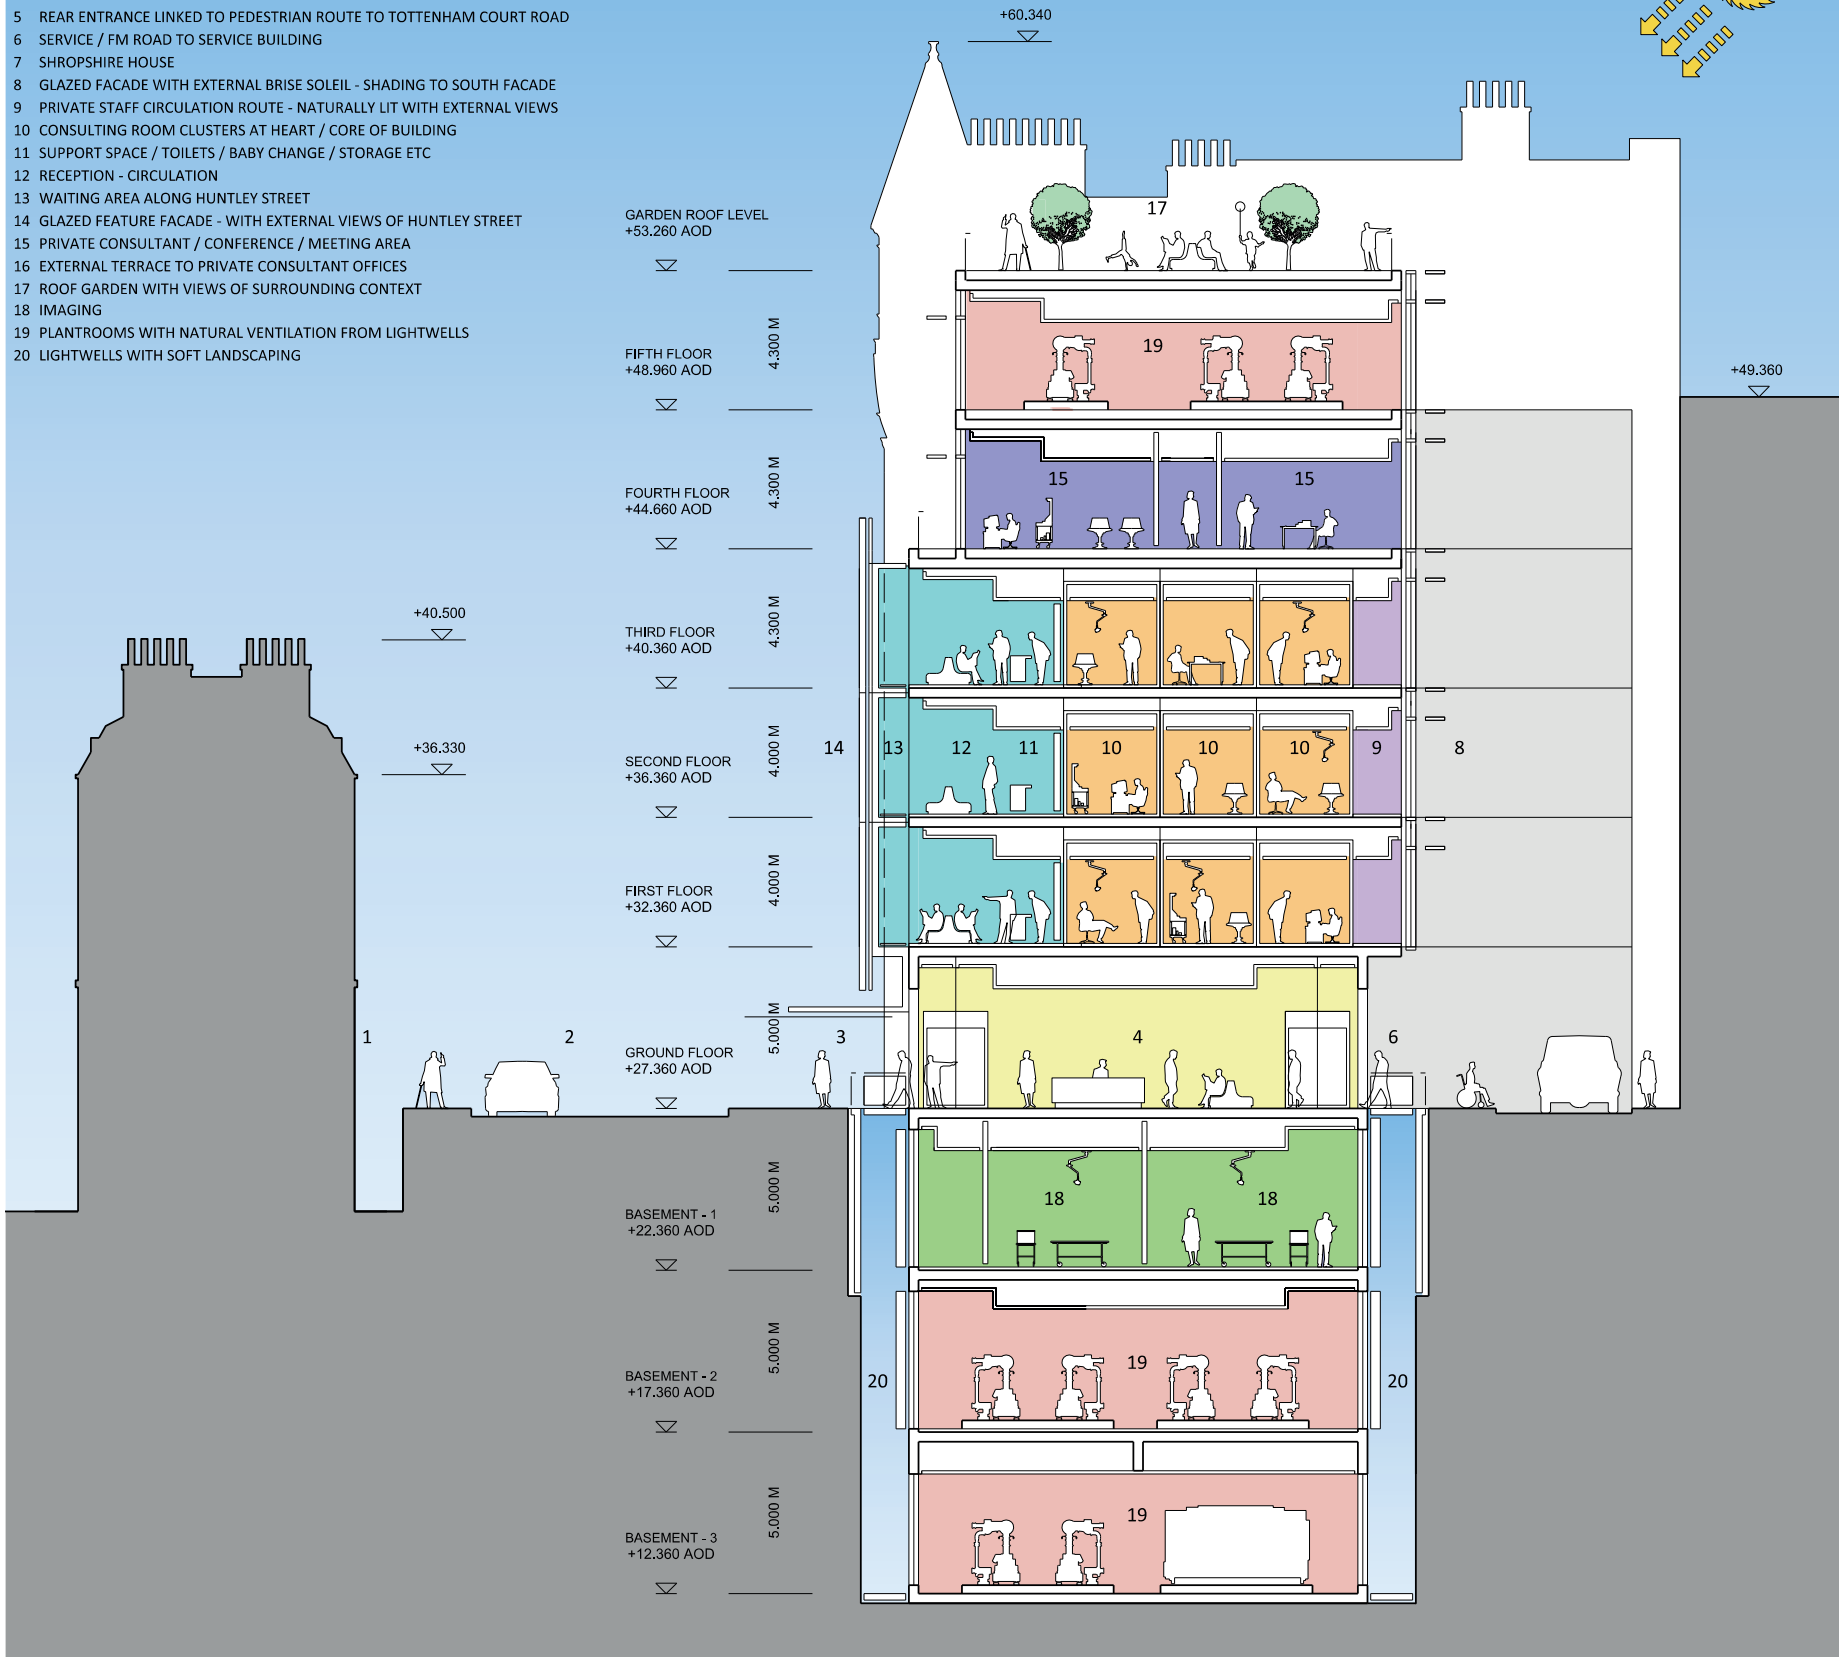 5 REAR ENTRANCE LINKED TO PEDESTRIAN ROUTE TO TOTTENHAM COURT ROAD
6 SERVICE / FM ROAD TO SERVICE BUILDING
7 SHROPSHIRE HOUSE
8 GLAZED FACADE WITH EXTERNAL BRISE SOLEIL - SHADING TO SOUTH FACADE
9 PRIVATE STAFF CIRCULATION ROUTE - NATURALLY LIT WITH EXTERNAL VIEWS
10 CONSULTING ROOM CLUSTERS AT HEART / CORE OF BUILDING
11 SUPPORT SPACE / TOILETS / BABY CHANGE / STORAGE ETC
12 RECEPTION - CIRCULATION
13 WAITING AREA ALONG HUNTLEY STREET
14 GLAZED FEATURE FACADE - WITH EXTERNAL VIEWS OF HUNTLEY STREET
15 PRIVATE CONSULTANT / CONFERENCE / MEETING AREA
16 EXTERNAL TERRACE TO PRIVATE CONSULTANT OFFICES
17 ROOF GARDEN WITH VIEWS OF SURROUNDING CONTEXT
18 IMAGING
19 PLANTROOMS WITH NATURAL VENTILATION FROM LIGHTWELLS
20 LIGHTWELLS WITH SOFT LANDSCAPING
+60.340
GARDEN ROOF LEVEL
+53.260 AOD
17
4.300 M
FIFTH FLOOR
+48.960 AOD
19
+49.360
4.300 M
FOURTH FLOOR
+44.660 AOD
15
15
+40.500
4.300 M
THIRD FLOOR
+40.360 AOD
+36.330
4.000 M
SECOND FLOOR
+36.360 AOD
14
13
12
11
10
10
10
9
8
4.000 M
FIRST FLOOR
+32.360 AOD
5.000 M
1
2
GROUND FLOOR
+27.360 AOD
3
4
6
5.000 M
BASEMENT - 1
+22.360 AOD
18
18
5.000 M
BASEMENT - 2
+17.360 AOD
20
19
20
5.000 M
BASEMENT - 3
+12.360 AOD
19